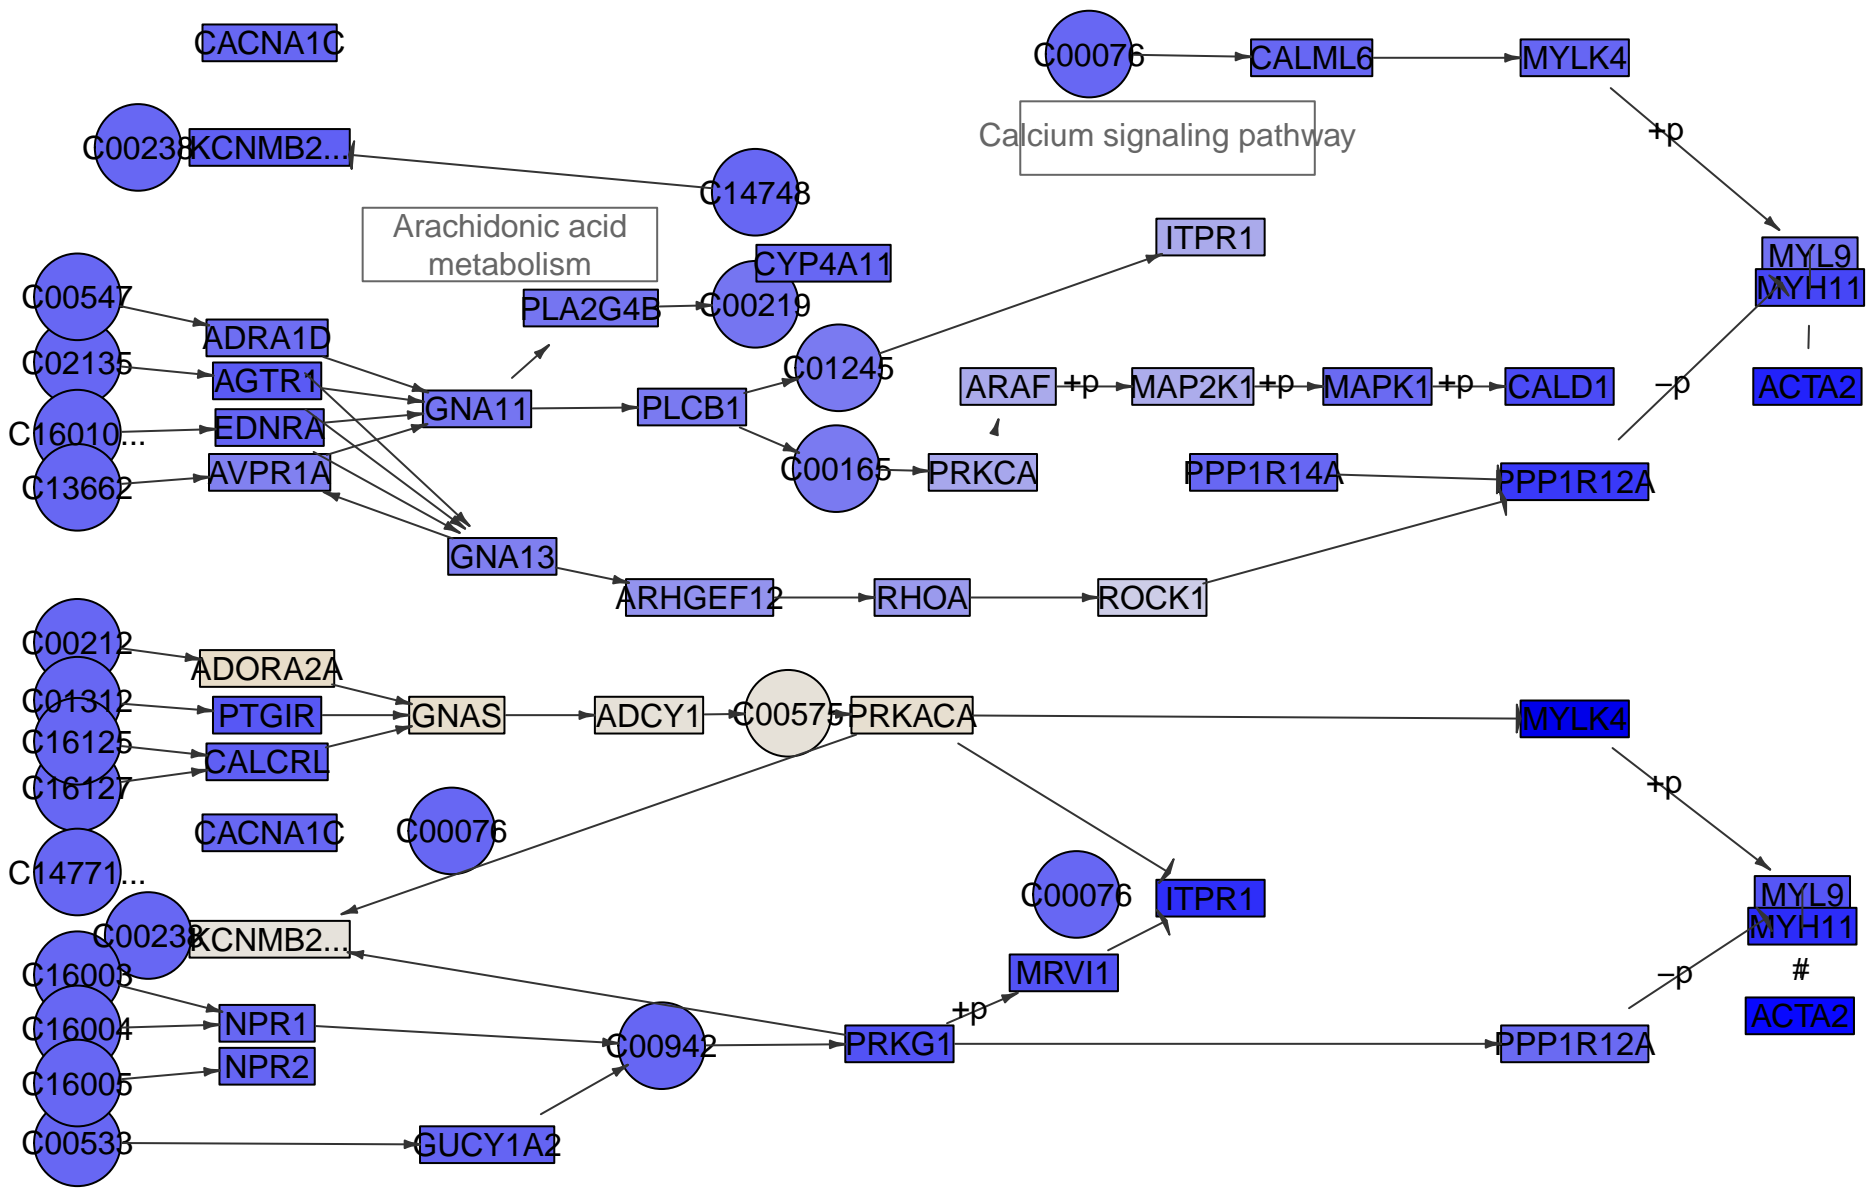 CACNA1C
C00076
CALML6
MYLK4
+p
C00238
KCNMB2...
Calcium signaling pathway
C14748
Arachidonic acid
metabolism
ITPR1
CYP4A11
MYL9
MYH11
C00547
PLA2G4B
C00219
ADRA1D
C02135
AGTR1
C01245
ARAF
+p
MAP2K1
+p
MAPK1
+p
CALD1
–p
ACTA2
GNA11
PLCB1
C16010...
EDNRA
C13662
AVPR1A
C00165
PRKCA
PPP1R14A
PPP1R12A
GNA13
ARHGEF12
RHOA
ROCK1
C00212
ADORA2A
C01312
PTGIR
GNAS
ADCY1
C00575
PRKACA
MYLK4
C16125
CALCRL
C16127
+p
CACNA1C
C00076
C14771...
C00076
ITPR1
MYL9
MYH11
C00238
KCNMB2...
C16003
MRVI1
–p
#
+p
ACTA2
C16004
NPR1
C00942
PRKG1
PPP1R12A
NPR2
C16005
C00533
GUCY1A2